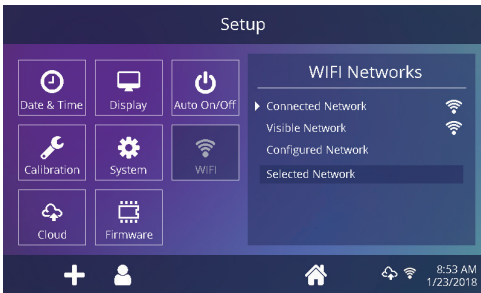 Setup
Date & Time
Display
Auto On/Off
Calibration
System
WIFI
Cloud
Firmware
WIFI Networks
Connected Network
Visible Network
Configured Network
Selected Network
8:53 AM
1/23/2018